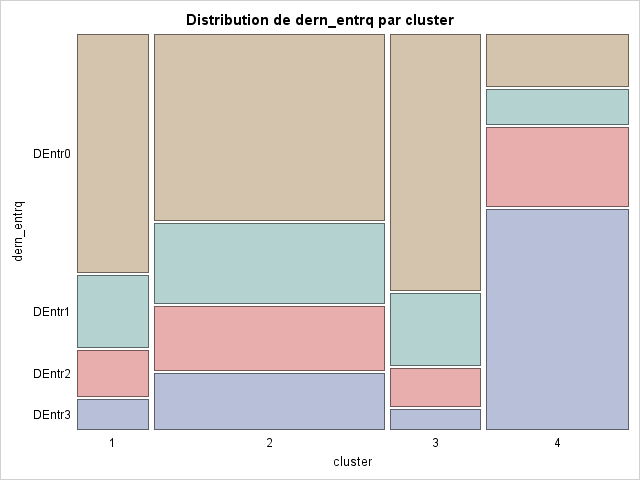 Distribution de dern_entrq par cluster
dern_entrq
DEntr0
DEntr1
DEntr2
DEntr3
1 2 3 4
cluster